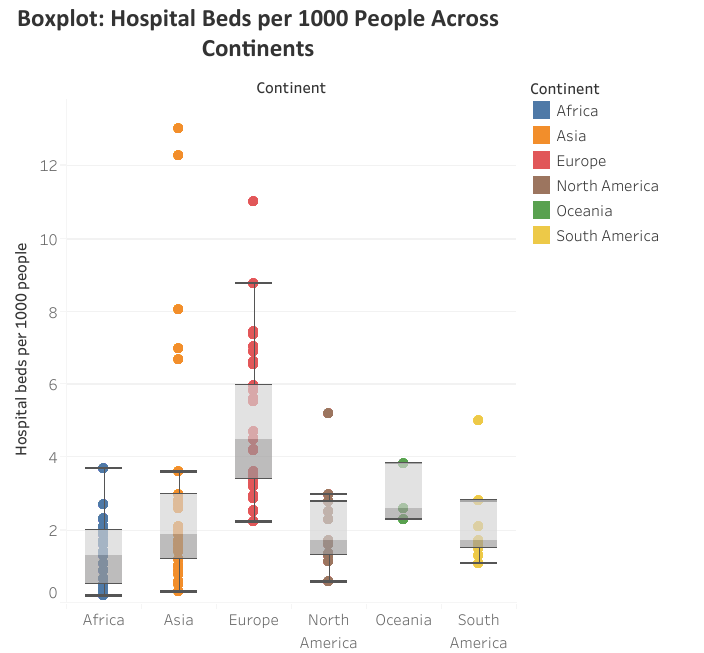 Boxplot: Hospital Beds per 1000 People Across
Continents
Continent
Continent
Africa
Asia
Europe
North America
Oceania
South America
Hospital beds per 1000 people
12
10
8
6
4
2
0
Africa
Asia
Europe
North
America
Oceania
South
America